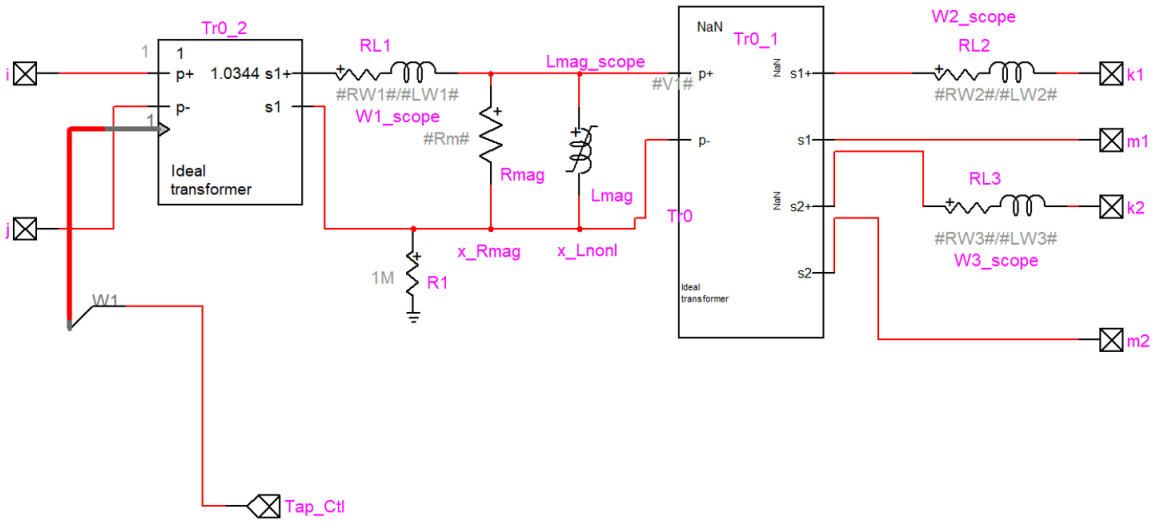 Tr0_2
1
1
i
p+
1.0344
s1+
p-
s1
1
Ideal
transformer
j
+
RL1
#RW1#/#LW1#
W1_scope
Lmag_scope
#V1#
+
#Rm#
Rmag
+
Lmag
x_Rmag
x_Lnonl
+
1M
R1
NaN
Tr0_1
p+
NaN
s1+
p-
s1
NaN
s2+
Tr0
s2
Ideal
transformer
W2_scope
RL2
+
#RW2#/#LW2#
k1
m1
RL3
+
k2
#RW3#/#LW3#
W3_scope
m2
W1
Tap_Ctl